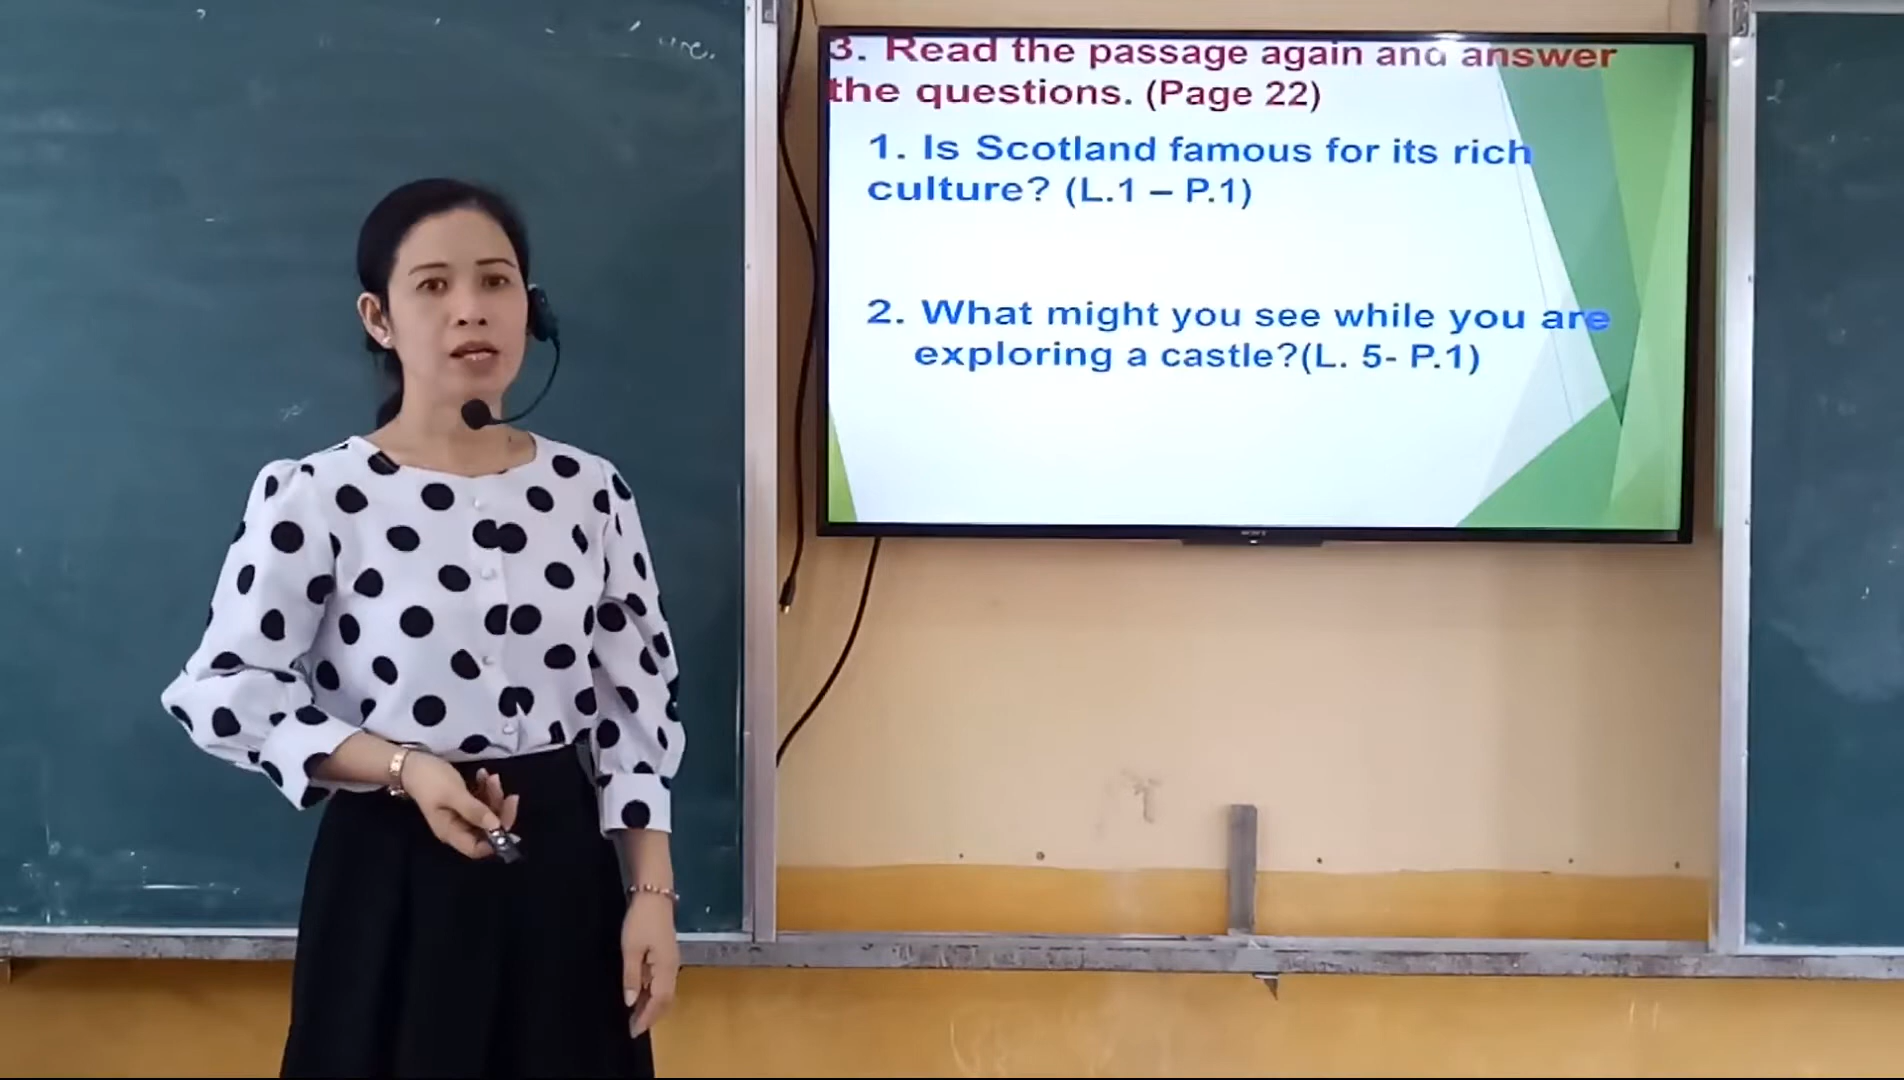 3. Read the passage again and answer
the questions. (Page 22)
1. Is Scotland famous for its rich
culture? (L.1 – P.1)
2. What might you see while you are
exploring a castle?(L. 5- P.1)